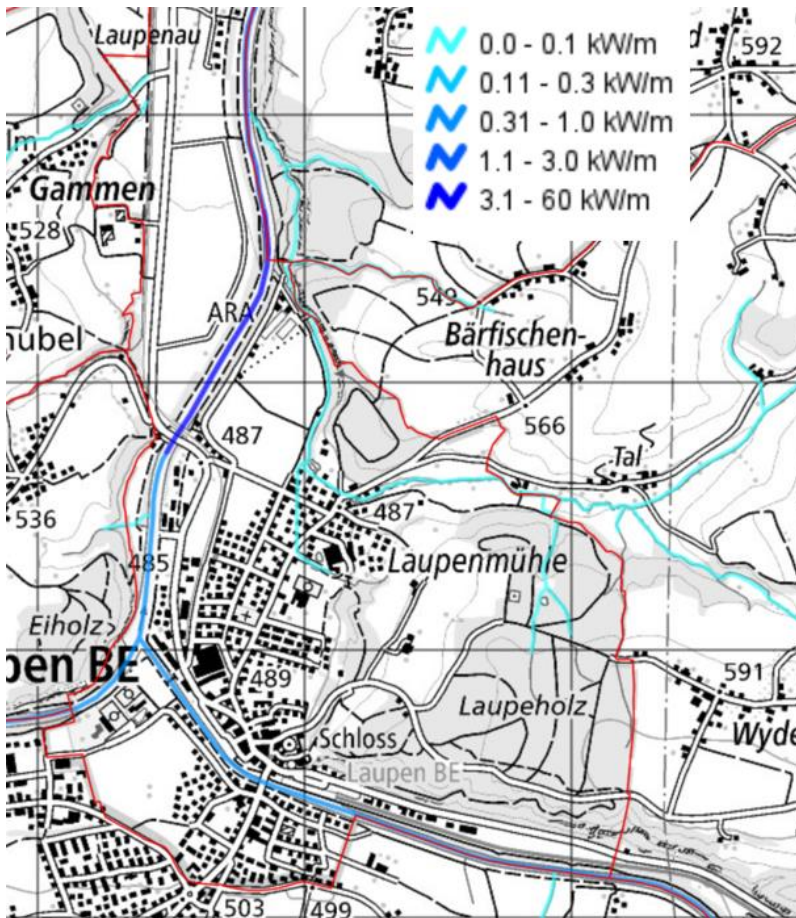 Laupenau
592
0.0 - 0.1 kW/m
0.11 - 0.3 kW/m
0.31 - 1.0 kW/m
1.1 - 3.0 kW/m
3.1 - 60 kW/m
Gammen
528
549
ARA
Bärfischen-
haus
nubel
566
487
Tal
536
487
Laupenmühle
485
Eiholz
pen BE
489
591
Laupeholz
Schloss
Wyde
Laupen BE
503
499